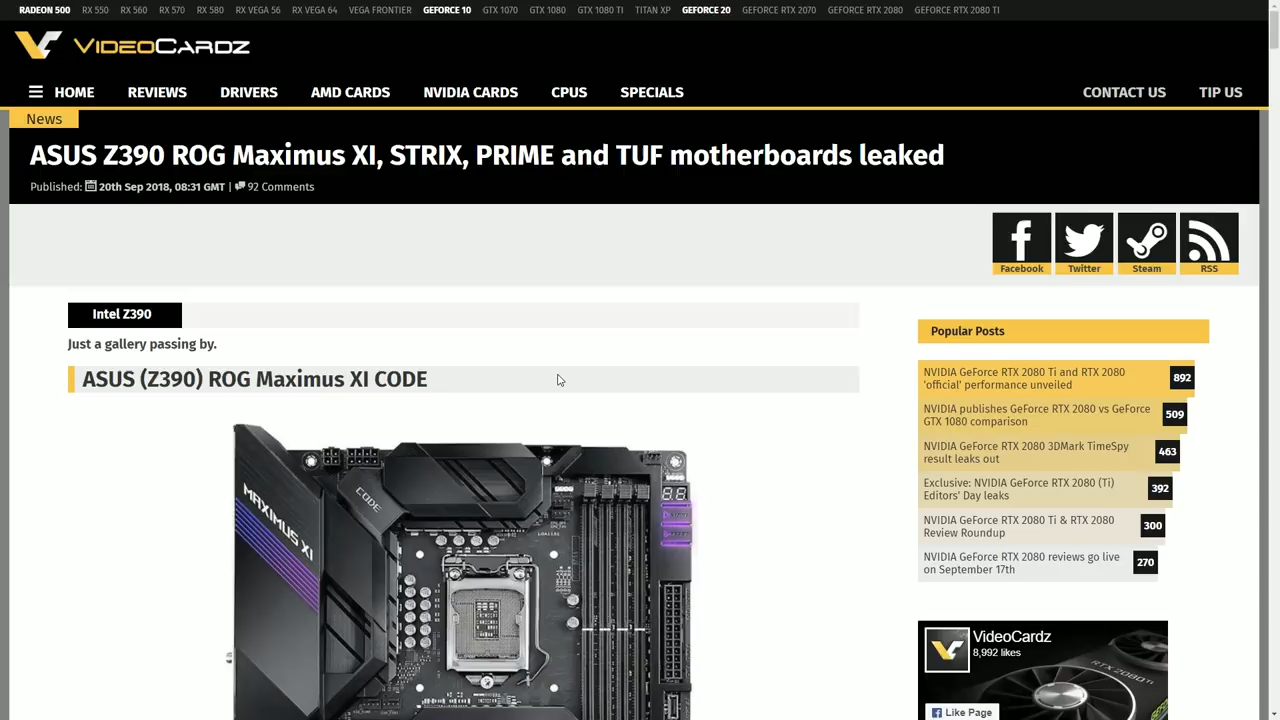 RADEON 500 RX 550 RX 560 RX 570 RX 580 RX VEGA 56 RX VEGA 64 VEGA FRONTIER GEFORCE 10 GTX 1070 GTX 1080 GTX 1080 TI TITAN XP GEFORCE 20 GEFORCE RTX 2070 GEFORCE RTX 2080 GEFORCE RTX 2080 TI
VIDEOCARDZ
HOME REVIEWS DRIVERS AMD CARDS NVIDIA CARDS CPUS SPECIALS CONTACT US TIP US
News
ASUS Z390 ROG Maximus XI, STRIX, PRIME and TUF motherboards leaked
Published: 20th Sep 2018, 08:31 GMT | 92 Comments
Facebook Twitter Steam RSS
Intel Z390
Just a gallery passing by.
ASUS (Z390) ROG Maximus XI CODE
CODE
MAXIMUS XI
LGA1151
Popular Posts
NVIDIA GeForce RTX 2080 Ti and RTX 2080
'official' performance unveiled
892
NVIDIA publishes GeForce RTX 2080 vs GeForce
GTX 1080 comparison
509
NVIDIA GeForce RTX 2080 3DMark TimeSpy
result leaks out
463
Exclusive: NVIDIA GeForce RTX 2080 (Ti)
Editors' Day leaks
392
NVIDIA GeForce RTX 2080 Ti & RTX 2080
Review Roundup
300
NVIDIA GeForce RTX 2080 reviews go live
on September 17th
270
VideoCardz
8,992 likes
RTX 2080Ti
Like Page